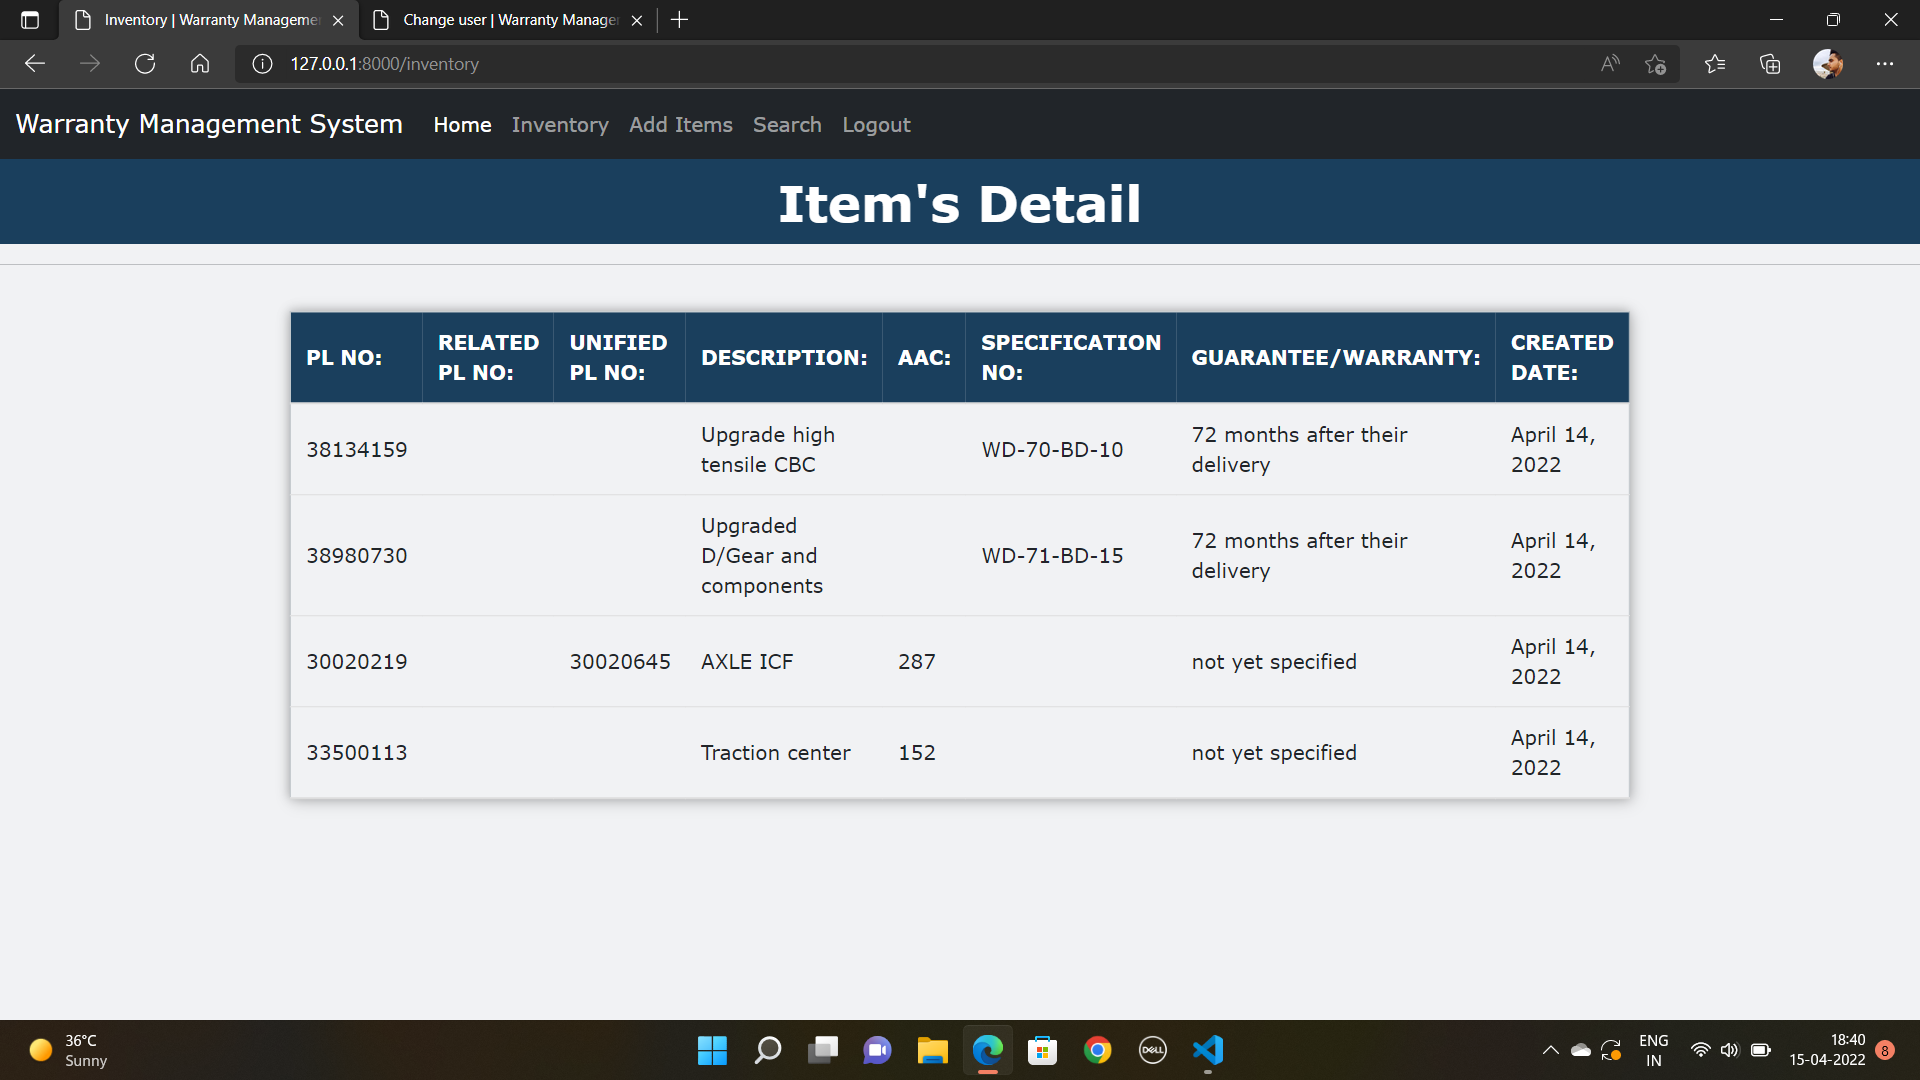 Inventory | Warranty Manageme
Change user | Warranty Manager
127.0.0.1:8000/inventory
Warranty Management System Home Inventory Add Items Search Logout
Item's Detail
PL NO: RELATED PL NO: UNIFIED PL NO: DESCRIPTION: AAC: SPECIFICATION NO: GUARANTEE/WARRANTY: CREATED DATE:
38134159 Upgrade high tensile CBC WD-70-BD-10 72 months after their delivery April 14, 2022
38980730 Upgraded D/Gear and components WD-71-BD-15 72 months after their delivery April 14, 2022
30020219 30020645 AXLE ICF 287 not yet specified April 14, 2022
33500113 Traction center 152 not yet specified April 14, 2022
36°C
Sunny
DELL
ENG
IN
18:40
15-04-2022
8